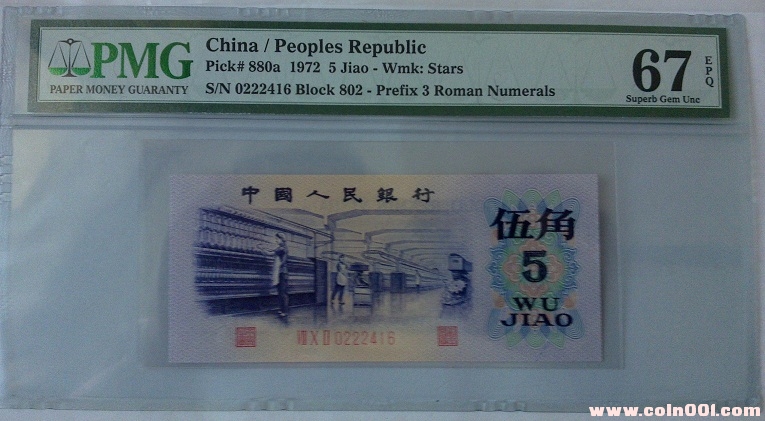 PMG
PAPER MONEY GUARANTY
China / Peoples Republic
Pick# 880a 1972 5 Jiao - Wmk: Stars
S/N 0222416 Block 802 - Prefix 3 Roman Numerals
67 EPQ
Superb Gem Unc
中國人民銀行
伍角
5
WU
JIAO
ⅧⅩⅡ0222416
www.coin001.com